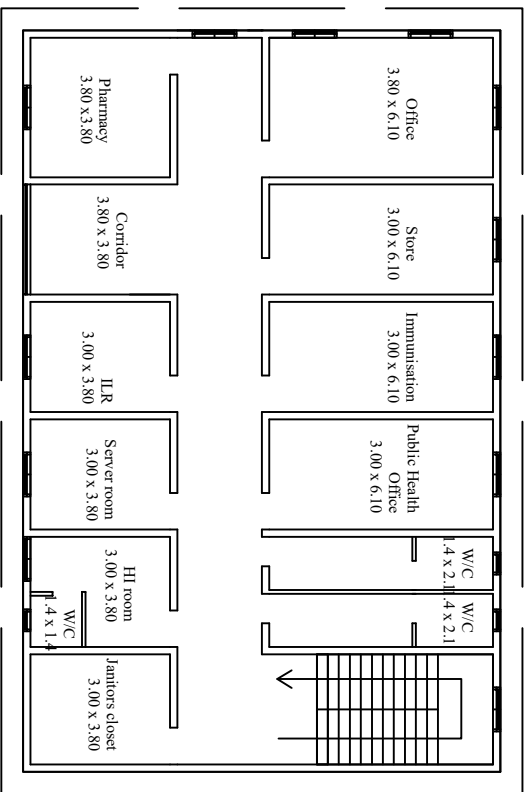 Office
3.80 x 6.10
Pharmacy
3.80 x3.80
Store
3.00 x 6.10
Corridor
3.80 x 3.80
Immunisation
3.00 x 6.10
ILR
3.00 x 3.80
Public Health
Office
3.00 x 6.10
Server room
3.00 x 3.80
W/C
1.4 x 2.1
HI room
3.00 x 3.80
W/C
1.4 x 2.1
W/C
1.4 x 1.4
Janitors closet
3.00 x 3.80